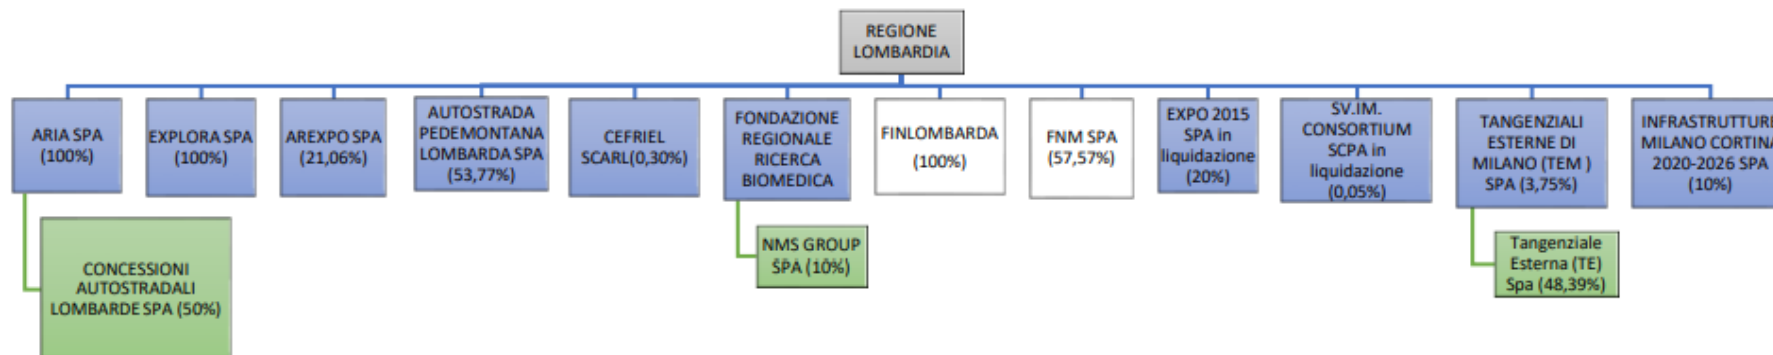 REGIONE
LOMBARDIA
ARIA SPA
(100%)
EXPLORA SPA
(100%)
AREXPO SPA
(21,06%)
AUTOSTRADA
PEDEMONTANA
LOMBARDA SPA
(53,77%)
CEFRIEL
SCARL(0,30%)
FONDAZIONE
REGIONALE
RICERCA
BIOMEDICA
FINLOMBARDA
(100%)
FNM SPA
(57,57%)
EXPO 2015
SPA in
liquidazione
(20%)
SV.IM.
CONSORTIUM
SCPA in
liquidazione
(0,05%)
TANGENZIALI
ESTERNE DI
MILANO (TEM )
SPA (3,75%)
INFRASTRUTTURE
MILANO CORTINA
2020-2026 SPA
(10%)
CONCESSIONI
AUTOSTRADALI
LOMBARDE SPA (50%)
NMS GROUP
SPA (10%)
Tangenziale
Esterna (TE)
Spa (48,39%)